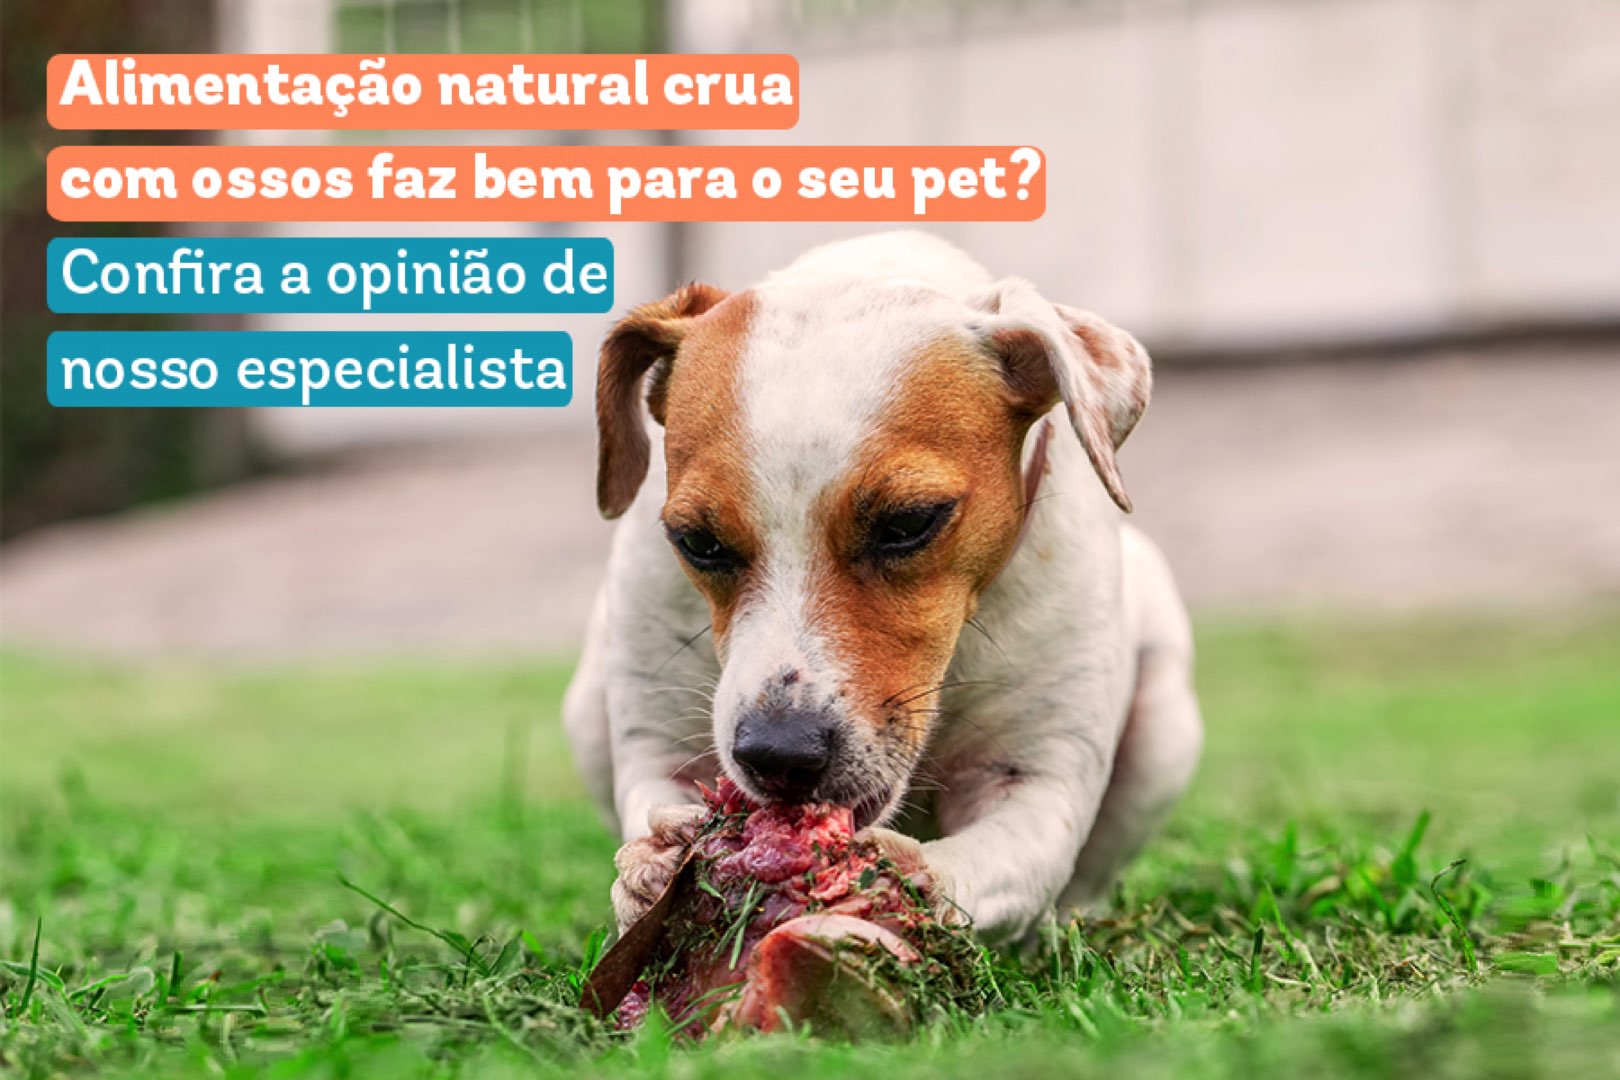 Alimentação natural crua
com ossos faz bem para o seu pet?
Confira a opinião de
nosso especialista